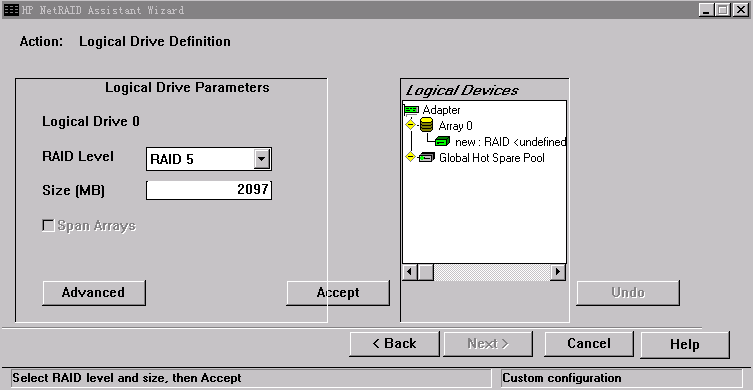 HP NetRAID Assistant Wizard
Action: Logical Drive Definition
Logical Drive Parameters
Logical Drive 0
RAID Level RAID 5
Size (MB) 2097
Span Arrays
Advanced
Accept
Logical Devices
Adapter
Array 0
new : RAID <undefined
Global Hot Spare Pool
Undo
< Back
Next >
Cancel
Help
Select RAID level and size, then Accept
Custom configuration